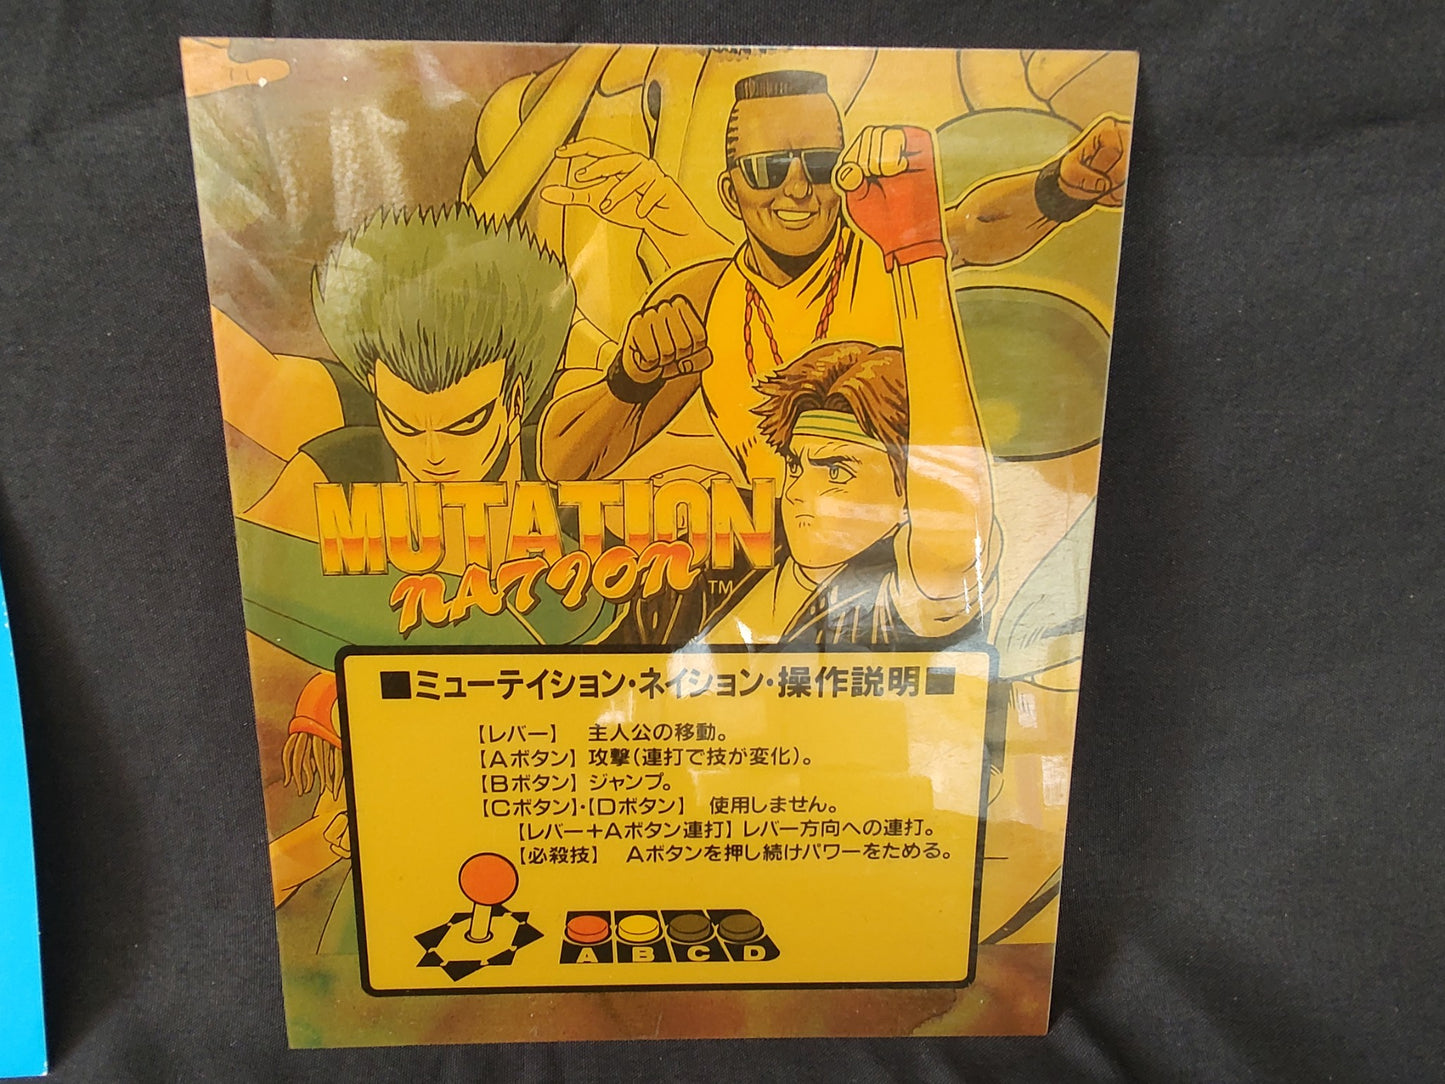 MUTATION
NATION
TM
■ミューテイション・ネイション・操作説明■
【レバー】 主人公の移動。
【Aボタン】攻撃(連打で技が変化)。
【Bボタン】ジャンプ。
【Cボタン】・【Dボタン】 使用しません。
【レバー+Aボタン連打】レバー方向への連打。
【必殺技】 Aボタンを押し続けパワーをためる。
A B C D